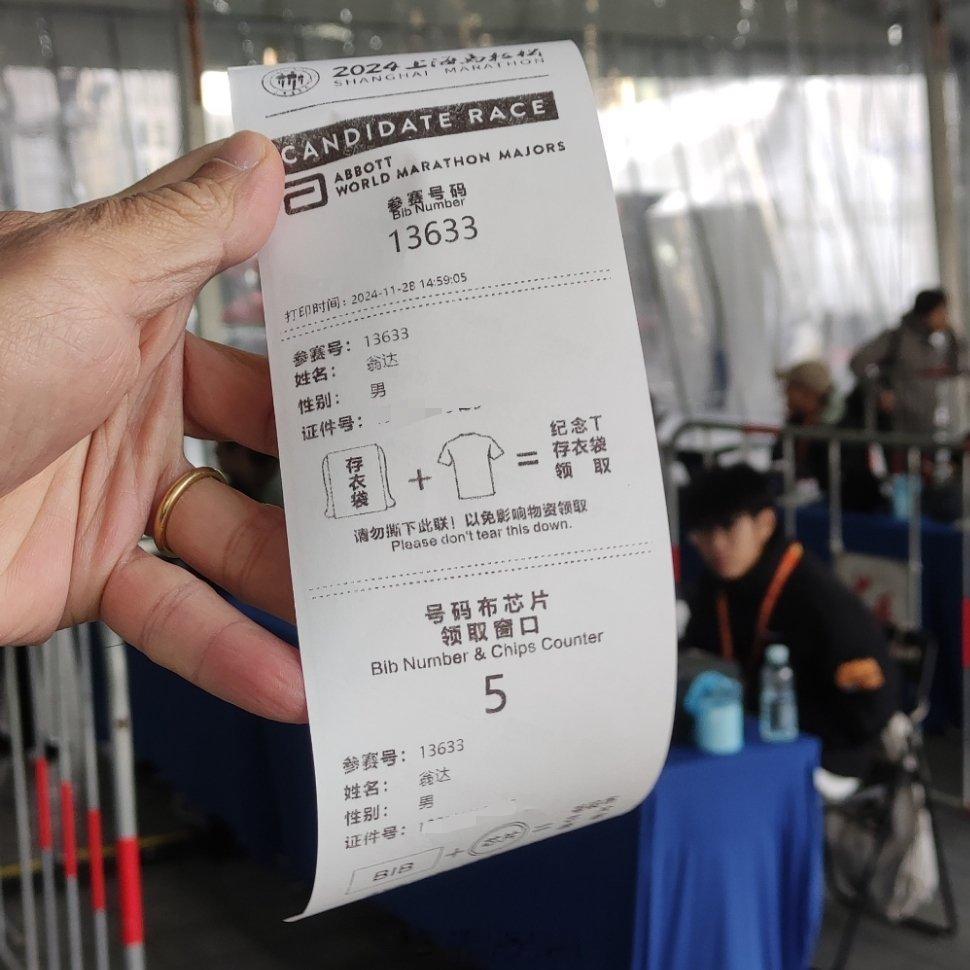 2024上海马拉松
SHANGHAI MARATHON
CANDIDATE RACE
ABBOTT
WORLD MARATHON MAJORS
参赛号码
Bib Number
13633
打印时间：2024-11-28 14:59:05
参赛号： 13633
姓名： 翁达
性别： 男
证件号：
存衣袋
+
=
纪念T
存衣袋
领 取
请勿撕下此联！以免影响物资领取
Please don't tear this down.
号码布芯片
领取窗口
Bib Number & Chips Counter
5
参赛号： 13633
姓名： 翁达
性别： 男
证件号：
BIB
+
=